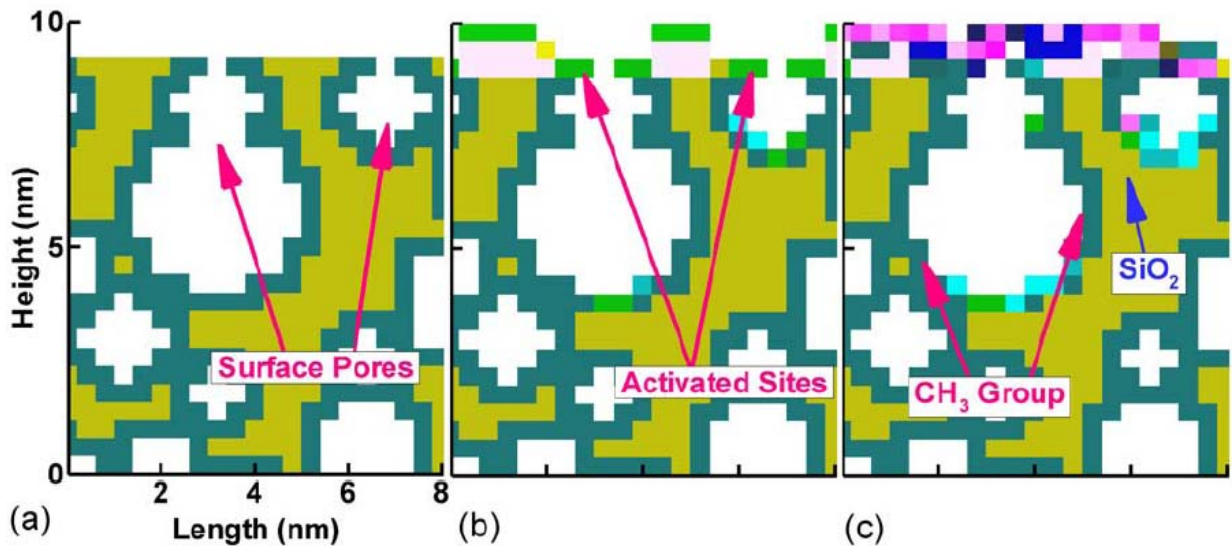 10
5
0
Height (nm)
2
4
6
8
Length (nm)
(a)
Surface Pores
(b)
Activated Sites
(c)
SiO₂
CH₃ Group